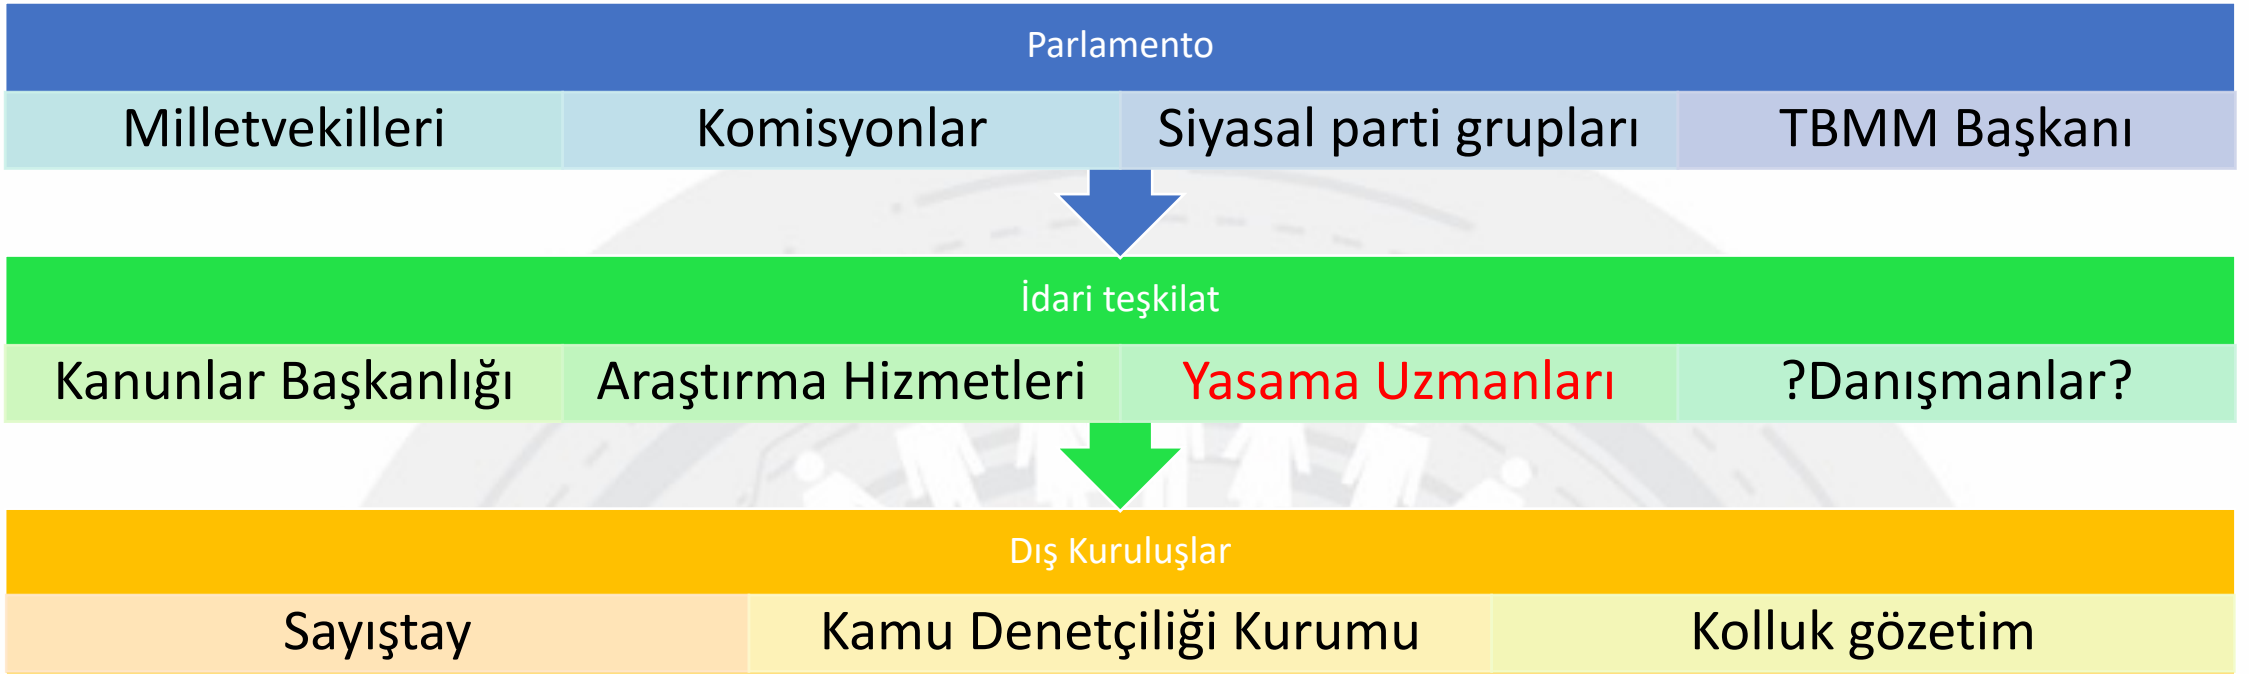 Parlamento
Milletvekilleri
Komisyonlar
Siyasal parti grupları
TBMM Başkanı
İdari teşkilat
Kanunlar Başkanlığı
Araştırma Hizmetleri
Yasama Uzmanları
?Danışmanlar?
Dış Kuruluşlar
Sayıştay
Kamu Denetçiliği Kurumu
Kolluk gözetim